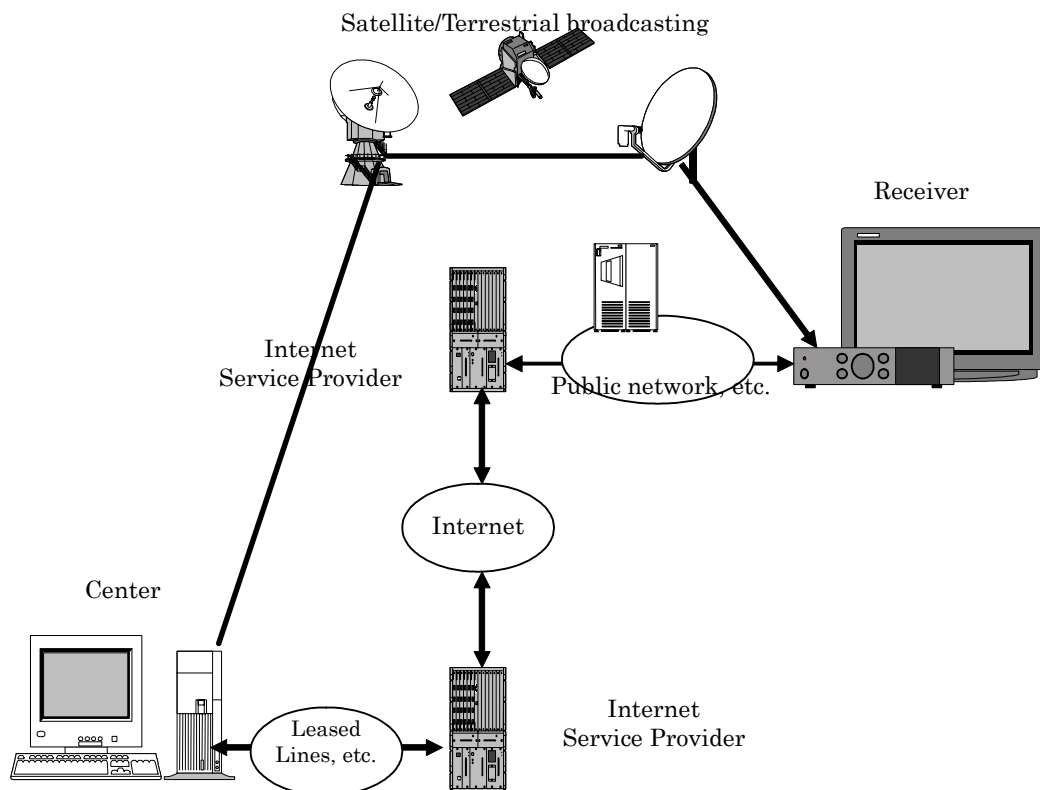 Satellite/Terrestrial broadcasting
Receiver
Internet
Service Provider
Public network, etc.
Internet
Center
Leased
Lines, etc.
Internet
Service Provider